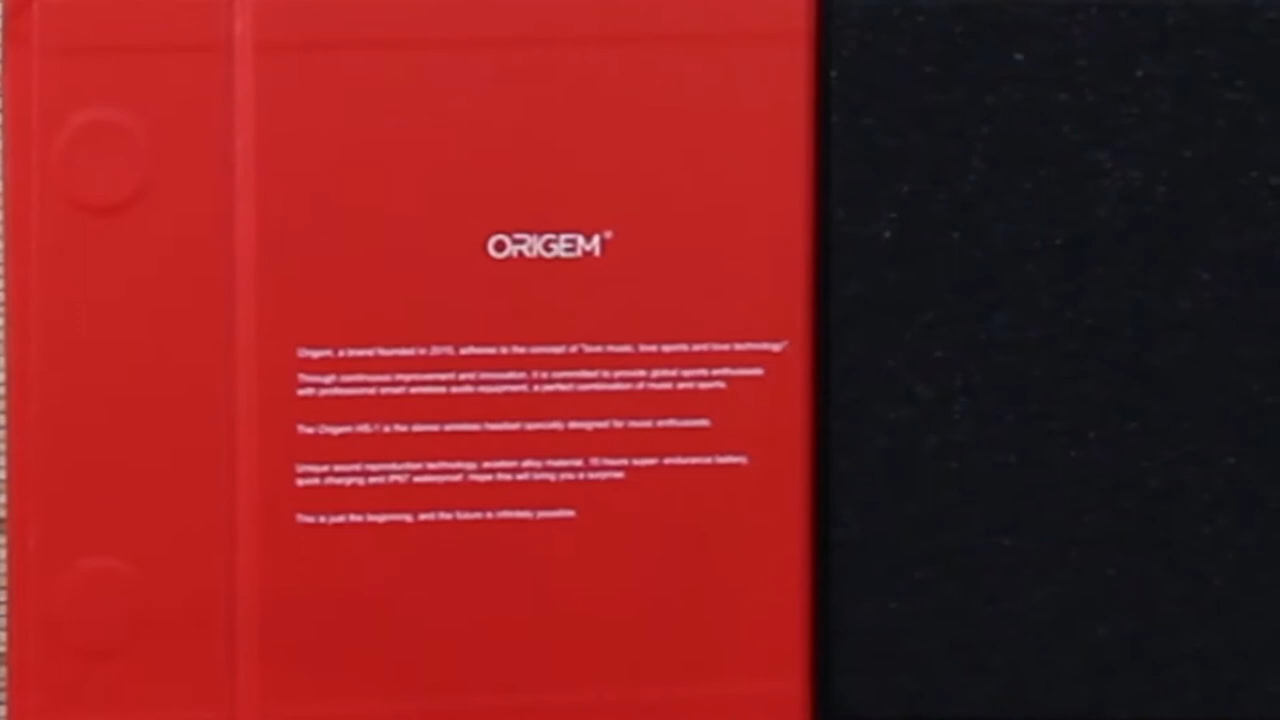 ORIGEM
Origem, a brand founded in 2015, adheres to the concept of "love music, love sports and love technology"
Through continuous improvement and innovation, it is committed to provide global sports enthusiasts
with professional smart wireless audio equipment, a perfect combination of music and sports.
The Origem HS-1 is the stereo wireless headset specially designed for music enthusiasts.
Unique sound reproduction technology, aviation alloy material, 15 hours super endurance battery,
quick charging and IP67 waterproof. Hope this will bring you a surprise.
This is just the beginning, and the future is infinitely possible.